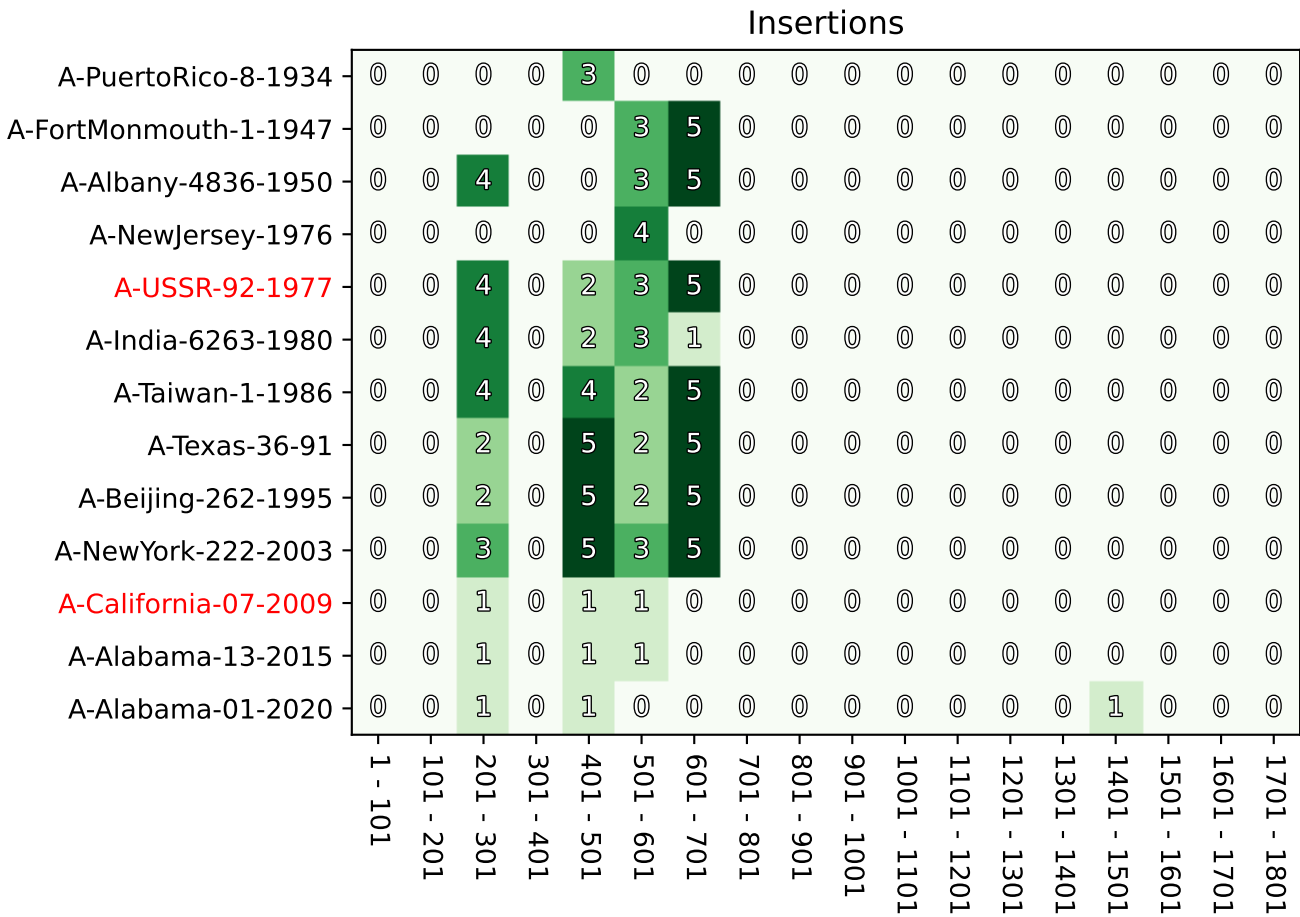 Insertions
A-PuertoRico-8-1934 0 0 0 0 3 0 0 0 0 0 0 0 0 0 0 0 0 0
A-FortMonmouth-1-1947 0 0 0 0 0 3 5 0 0 0 0 0 0 0 0 0 0 0
A-Albany-4836-1950 0 0 4 0 0 3 5 0 0 0 0 0 0 0 0 0 0 0
A-NewJersey-1976 0 0 0 0 0 4 0 0 0 0 0 0 0 0 0 0 0 0
A-USSR-92-1977 0 0 4 0 2 3 5 0 0 0 0 0 0 0 0 0 0 0
A-India-6263-1980 0 0 4 0 2 3 1 0 0 0 0 0 0 0 0 0 0 0
A-Taiwan-1-1986 0 0 4 0 4 2 5 0 0 0 0 0 0 0 0 0 0 0
A-Texas-36-91 0 0 2 0 5 2 5 0 0 0 0 0 0 0 0 0 0 0
A-Beijing-262-1995 0 0 2 0 5 2 5 0 0 0 0 0 0 0 0 0 0 0
A-NewYork-222-2003 0 0 3 0 5 3 5 0 0 0 0 0 0 0 0 0 0 0
A-California-07-2009 0 0 1 0 1 1 0 0 0 0 0 0 0 0 0 0 0 0
A-Alabama-13-2015 0 0 1 0 1 1 0 0 0 0 0 0 0 0 0 0 0 0
A-Alabama-01-2020 0 0 1 0 1 0 0 0 0 0 0 0 0 0 1 0 0 0
1 - 101
101 - 201
201 - 301
301 - 401
401 - 501
501 - 601
601 - 701
701 - 801
801 - 901
901 - 1001
1001 - 1101
1101 - 1201
1201 - 1301
1301 - 1401
1401 - 1501
1501 - 1601
1601 - 1701
1701 - 1801